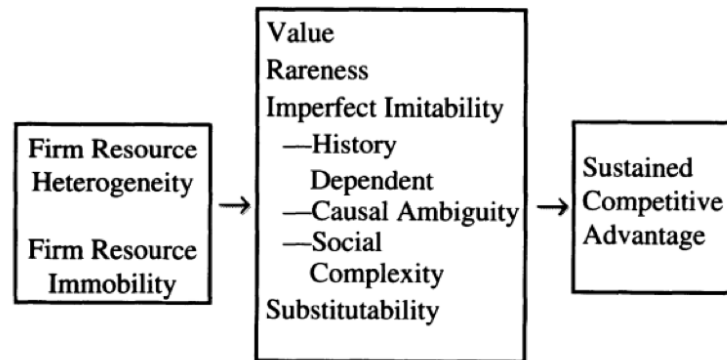 Firm Resource
Heterogeneity
Firm Resource
Immobility
Value
Rareness
Imperfect Imitability
—History
Dependent
—Causal Ambiguity
—Social
Complexity
Substitutability
Sustained
Competitive
Advantage